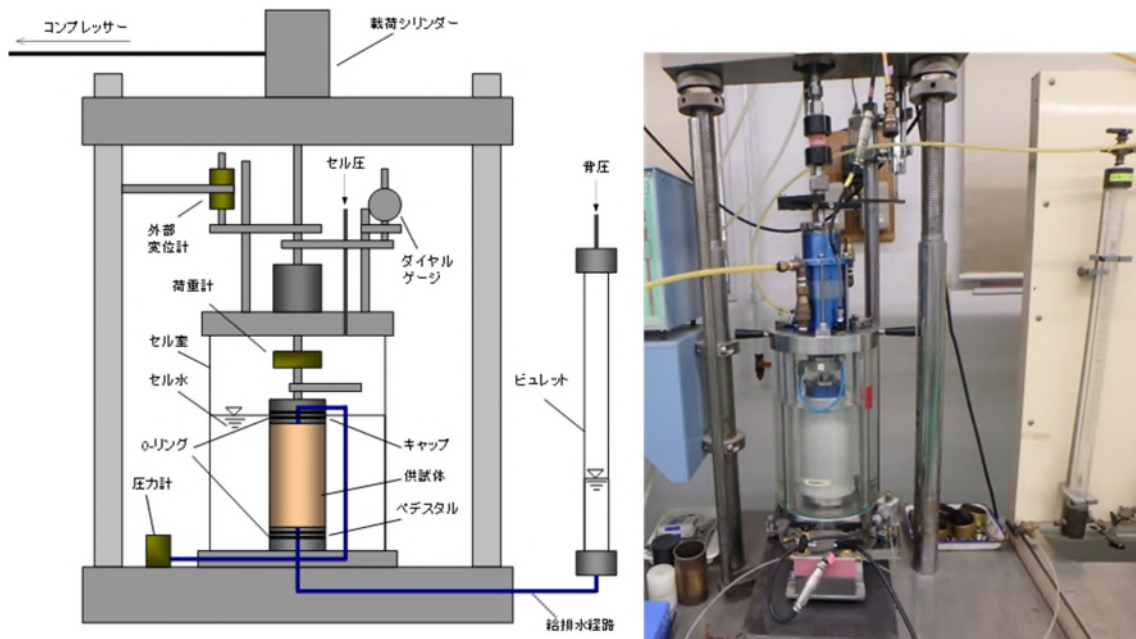 コンプレッサー
載荷シリンダー
セル圧
背圧
外部
変位計
ダイヤル
ゲージ
荷重計
セル室
セル水
ビュレット
o-リング
キャップ
供試体
圧力計
ペデスタル
給排水経路